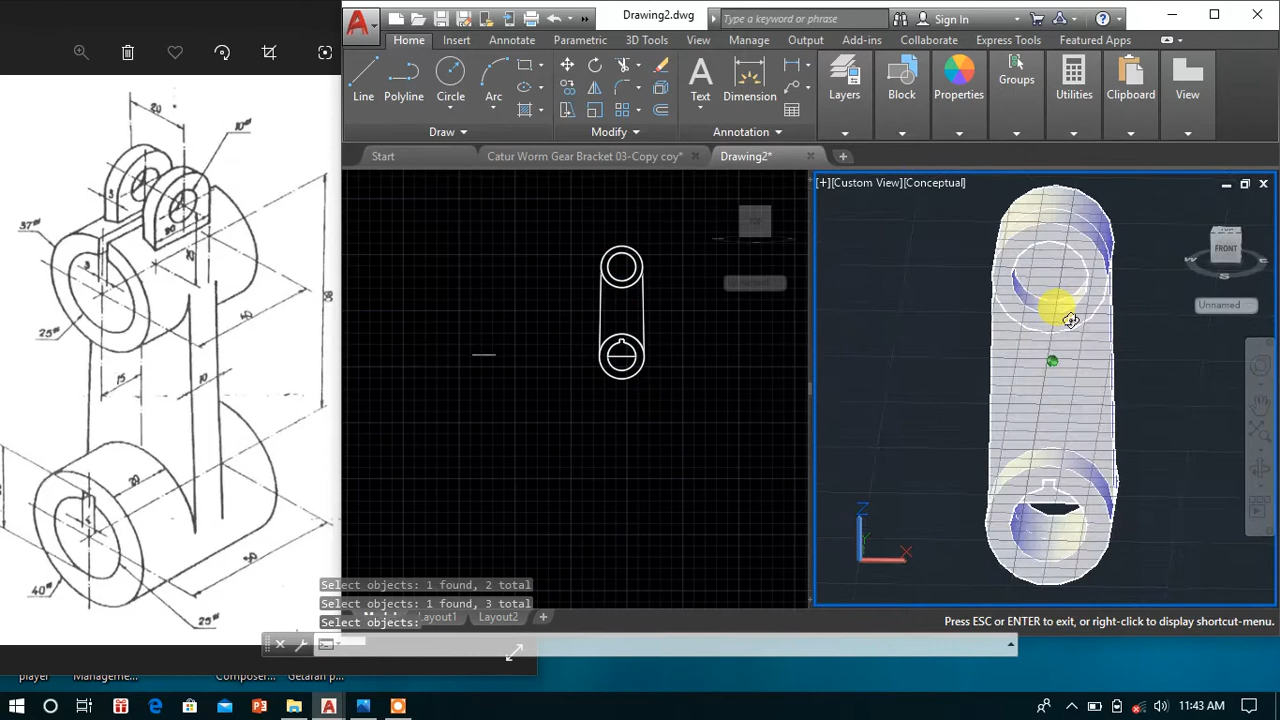 Drawing2.dwg
Type a keyword or phrase
Sign In
Home Insert Annotate Parametric 3D Tools View Manage Output Add-ins Collaborate Express Tools Featured Apps
Line Polyline Circle Arc Text Dimension Layers Block Properties Groups Utilities Clipboard View
Draw Modify Annotation
Start Catur Worm Gear Bracket 03-Copy coy* Drawing2*
[+][Custom View][Conceptual]
TOP
FRONT
W
S
Unnamed
Z
Y
X
20
10
37
25
15
10
40
25
Select objects: 1 found, 2 total
Select objects: 1 found, 3 total
Select objects:
Layout1 Layout2
Press ESC or ENTER to exit, or right-click to display shortcut-menu.
player Manageme... Composer... Getaran p...
11:43 AM